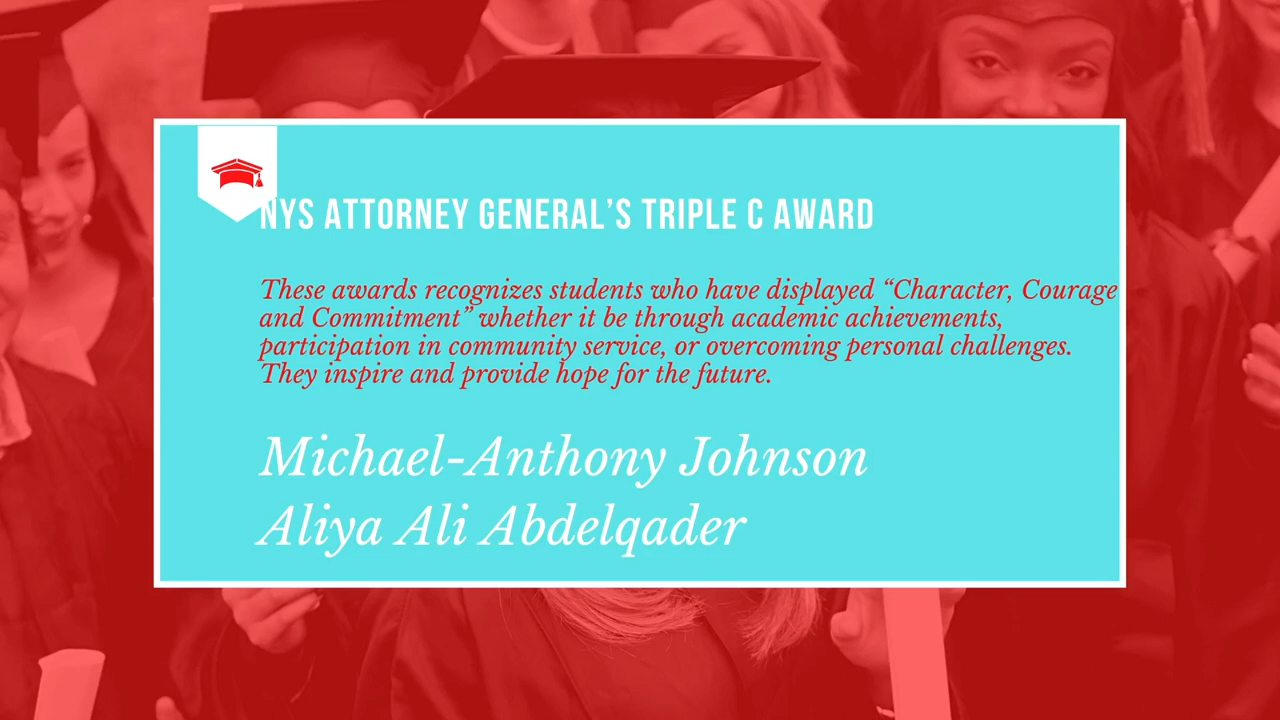 NYS ATTORNEY GENERAL’S TRIPLE C AWARD
These awards recognizes students who have displayed “Character, Courage
and Commitment” whether it be through academic achievements,
participation in community service, or overcoming personal challenges.
They inspire and provide hope for the future.
Michael-Anthony Johnson
Aliya Ali Abdelqader